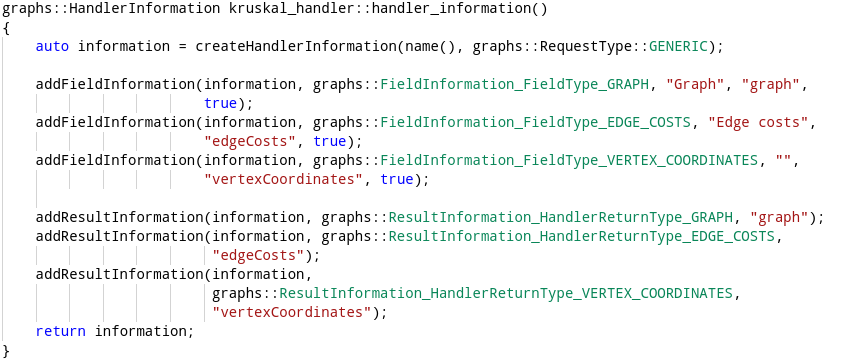 graphs::HandlerInformation kruskal_handler::handler_information()
{
    auto information = createHandlerInformation(name(), graphs::RequestType::GENERIC);

    addFieldInformation(information, graphs::FieldInformation_FieldType_GRAPH, "Graph", "graph",
                        true);
    addFieldInformation(information, graphs::FieldInformation_FieldType_EDGE_COSTS, "Edge costs",
                        "edgeCosts", true);
    addFieldInformation(information, graphs::FieldInformation_FieldType_VERTEX_COORDINATES, "",
                        "vertexCoordinates", true);

    addResultInformation(information, graphs::ResultInformation_HandlerReturnType_GRAPH, "graph");
    addResultInformation(information, graphs::ResultInformation_HandlerReturnType_EDGE_COSTS,
                         "edgeCosts");
    addResultInformation(information,
                         graphs::ResultInformation_HandlerReturnType_VERTEX_COORDINATES,
                         "vertexCoordinates");
    return information;
}